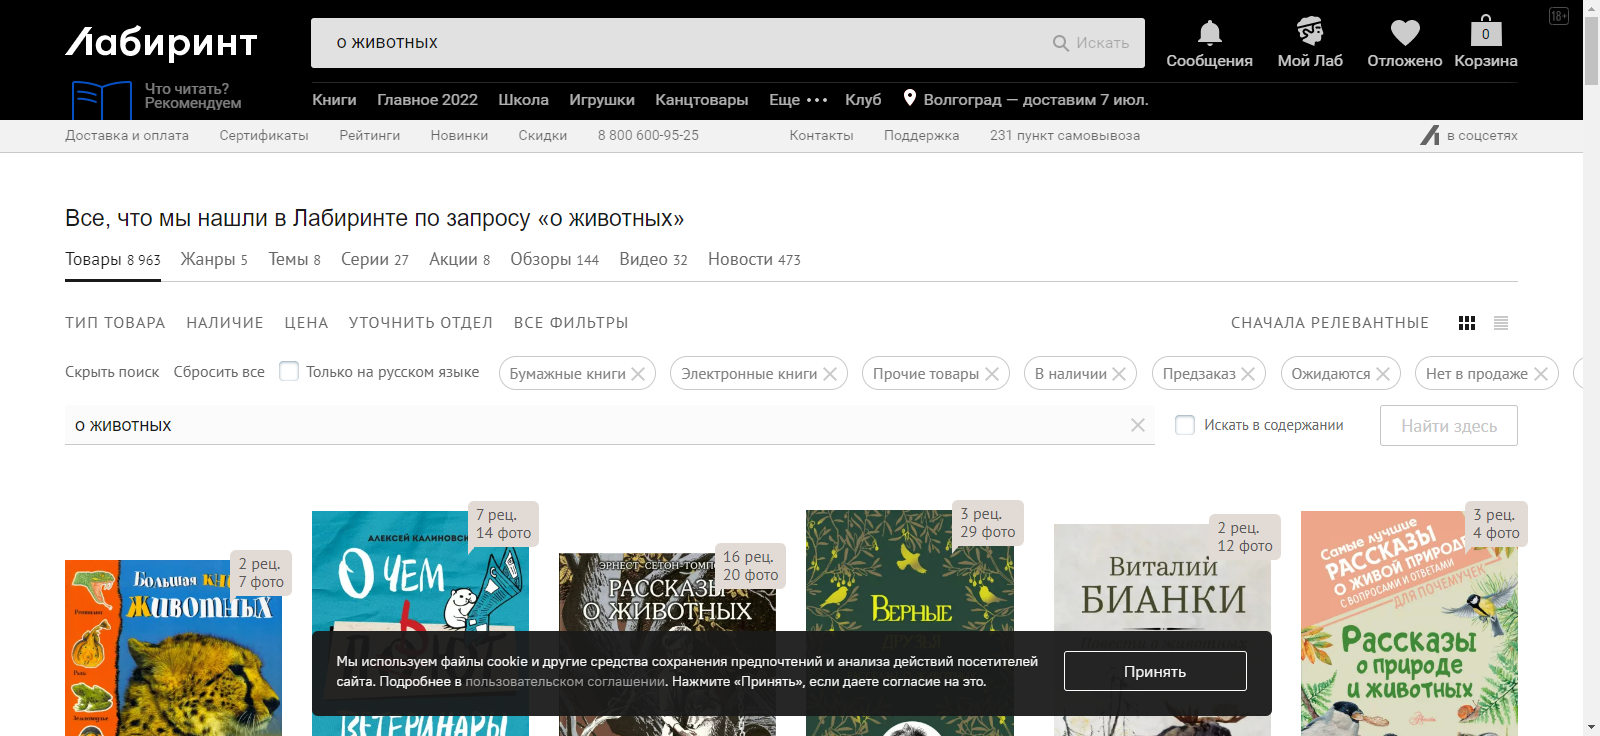 Лабиринт
о животных
Искать
Сообщения
Мой Лаб
Отложено
0
Корзина
18+
Что читать?
Рекомендуем
Книги Главное 2022 Школа Игрушки Канцтовары Еще ••• Клуб Волгоград — доставим 7 июл.
Доставка и оплата Сертификаты Рейтинги Новинки Скидки 8 800 600-95-25 Контакты Поддержка 231 пункт самовывоза в соцсетях
Все, что мы нашли в Лабиринте по запросу «о животных»
Товары 8 963 Жанры 5 Темы 8 Серии 27 Акции 8 Обзоры 144 Видео 32 Новости 473
ТИП ТОВАРА НАЛИЧИЕ ЦЕНА УТОЧНИТЬ ОТДЕЛ ВСЕ ФИЛЬТРЫ СНАЧАЛА РЕЛЕВАНТНЫЕ
Скрыть поиск Сбросить все Только на русском языке Бумажные книги Электронные книги Прочие товары В наличии Предзаказ Ожидаются Нет в продаже
о животных
Искать в содержании
Найти здесь
2 рец.
7 фото
Большая
животных
7 рец.
14 фото
О ЧЕМ
ВЕТЕРИНАРЫ
16 рец.
20 фото
РАССКАЗЫ
О ЖИВОТНЫХ
3 рец.
29 фото
ВЕРНЫЕ
ДРУЗЬЯ
2 рец.
12 фото
Виталий
БИАНКИ
3 рец.
4 фото
Самые лучшие
РАССКАЗЫ
О ЖИВОЙ ПРИРОДЕ
С ВОПРОСАМИ И ОТВЕТАМИ
ДЛЯ ПОЧЕМУЧЕК
Рассказы
о природе
и животных
Мы используем файлы cookie и другие средства сохранения предпочтений и анализа действий посетителей
сайта. Подробнее в пользовательском соглашении. Нажмите «Принять», если даете согласие на это.
Принять